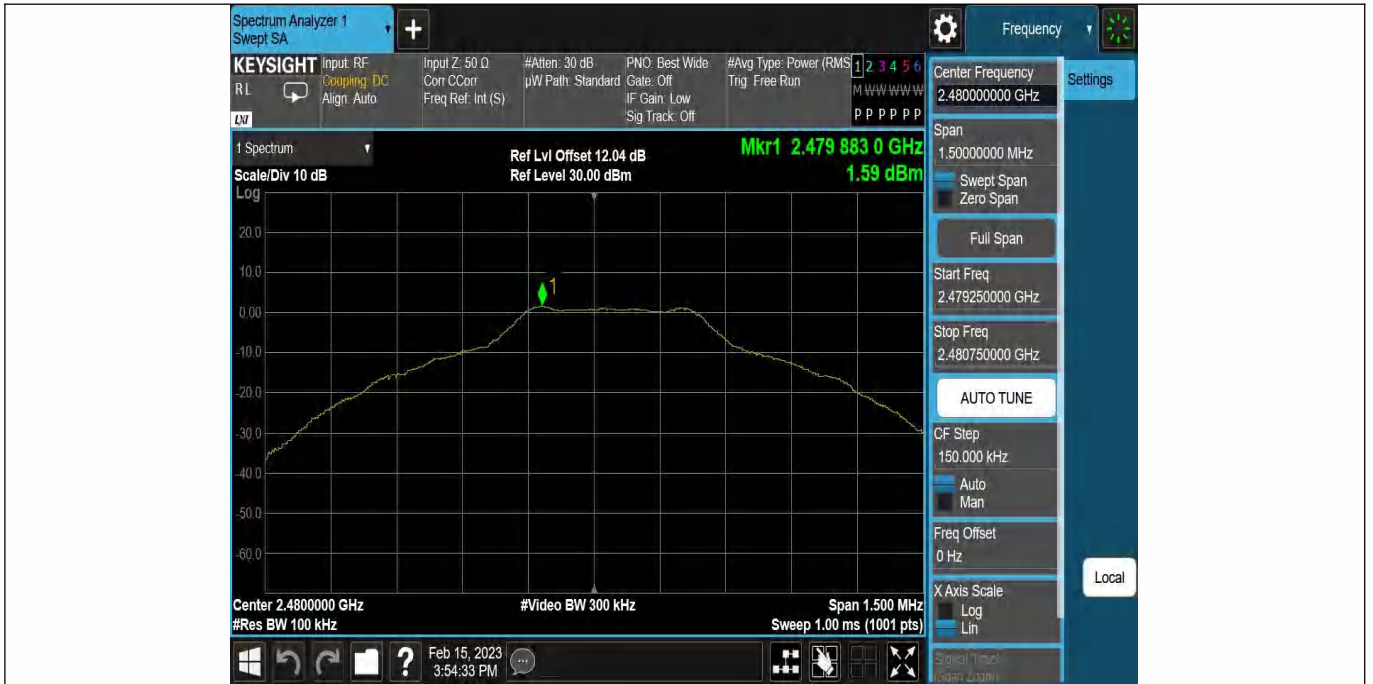 Spectrum Analyzer 1
Swept SA
+
Frequency
KEYSIGHT
RL
LXI
Input: RF
Coupling: DC
Align: Auto
Input Z: 50 Ω
Corr CCorr
Freq Ref: Int (S)
#Atten: 30 dB
µW Path: Standard
PNO: Best Wide
Gate: Off
IF Gain: Low
Sig Track: Off
#Avg Type: Power (RMS
Trig: Free Run
1 2 3 4 5 6
M W W W W W
P P P P P P
1 Spectrum
Scale/Div 10 dB
Log
Ref Lvl Offset 12.04 dB
Ref Level 30.00 dBm
Mkr1 2.479 883 0 GHz
1.59 dBm
20.0
10.0
0.00
-10.0
-20.0
-30.0
-40.0
-50.0
-60.0
1
Center 2.4800000 GHz
#Res BW 100 kHz
#Video BW 300 kHz
Span 1.500 MHz
Sweep 1.00 ms (1001 pts)
Center Frequency
2.480000000 GHz
Settings
Span
1.50000000 MHz
Swept Span
Zero Span
Full Span
Start Freq
2.479250000 GHz
Stop Freq
2.480750000 GHz
AUTO TUNE
CF Step
150.000 kHz
Auto
Man
Freq Offset
0 Hz
X Axis Scale
Log
Lin
Local
Signal Track
(Span Zoom)
?
Feb 15, 2023
3:54:33 PM